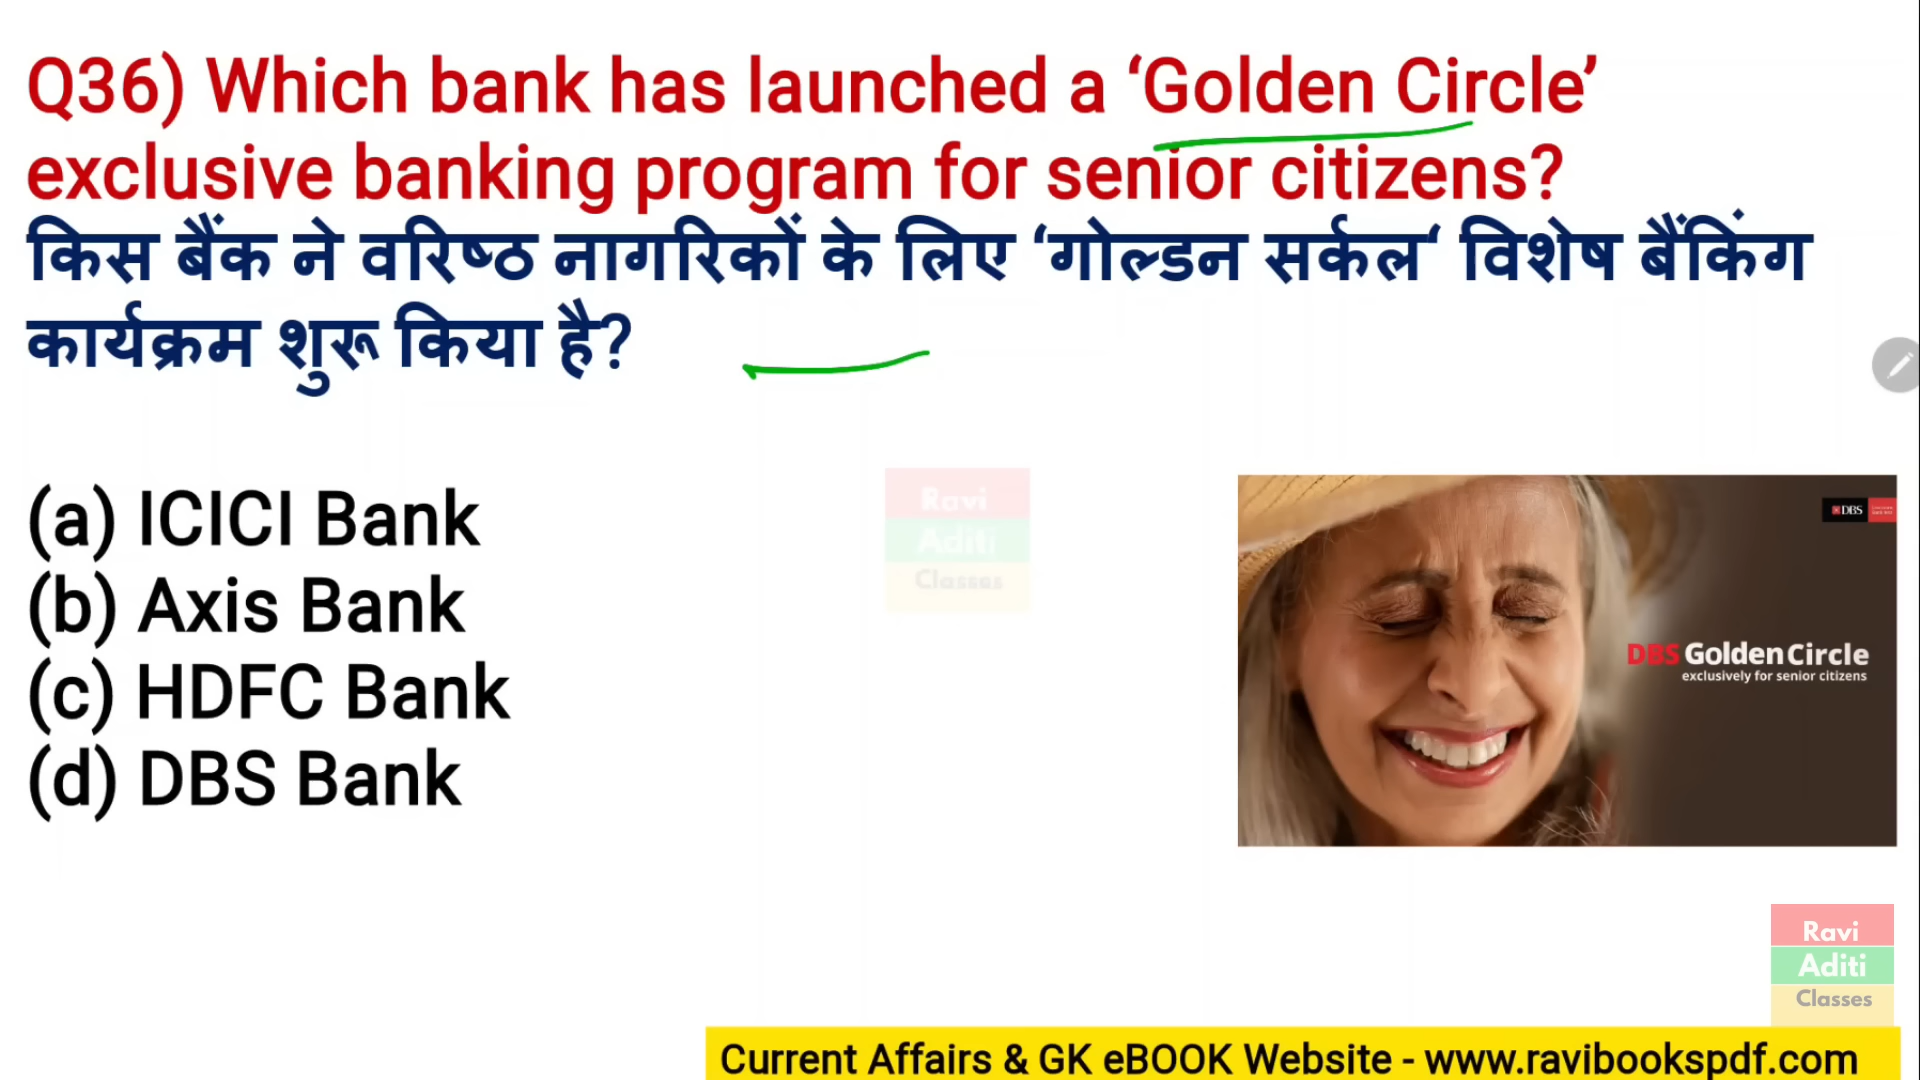 Q36) Which bank has launched a ‘Golden Circle’
exclusive banking program for senior citizens?
किस बैंक ने वरिष्ठ नागरिकों के लिए ‘गोल्डन सर्कल‘ विशेष बैंकिंग
कार्यक्रम शुरू किया है?
(a) ICICI Bank
(b) Axis Bank
(c) HDFC Bank
(d) DBS Bank
Ravi
Aditi
Classes
DBS
DBS Golden Circle
exclusively for senior citizens
Ravi
Aditi
Classes
Current Affairs & GK eBOOK Website - www.ravibookspdf.com